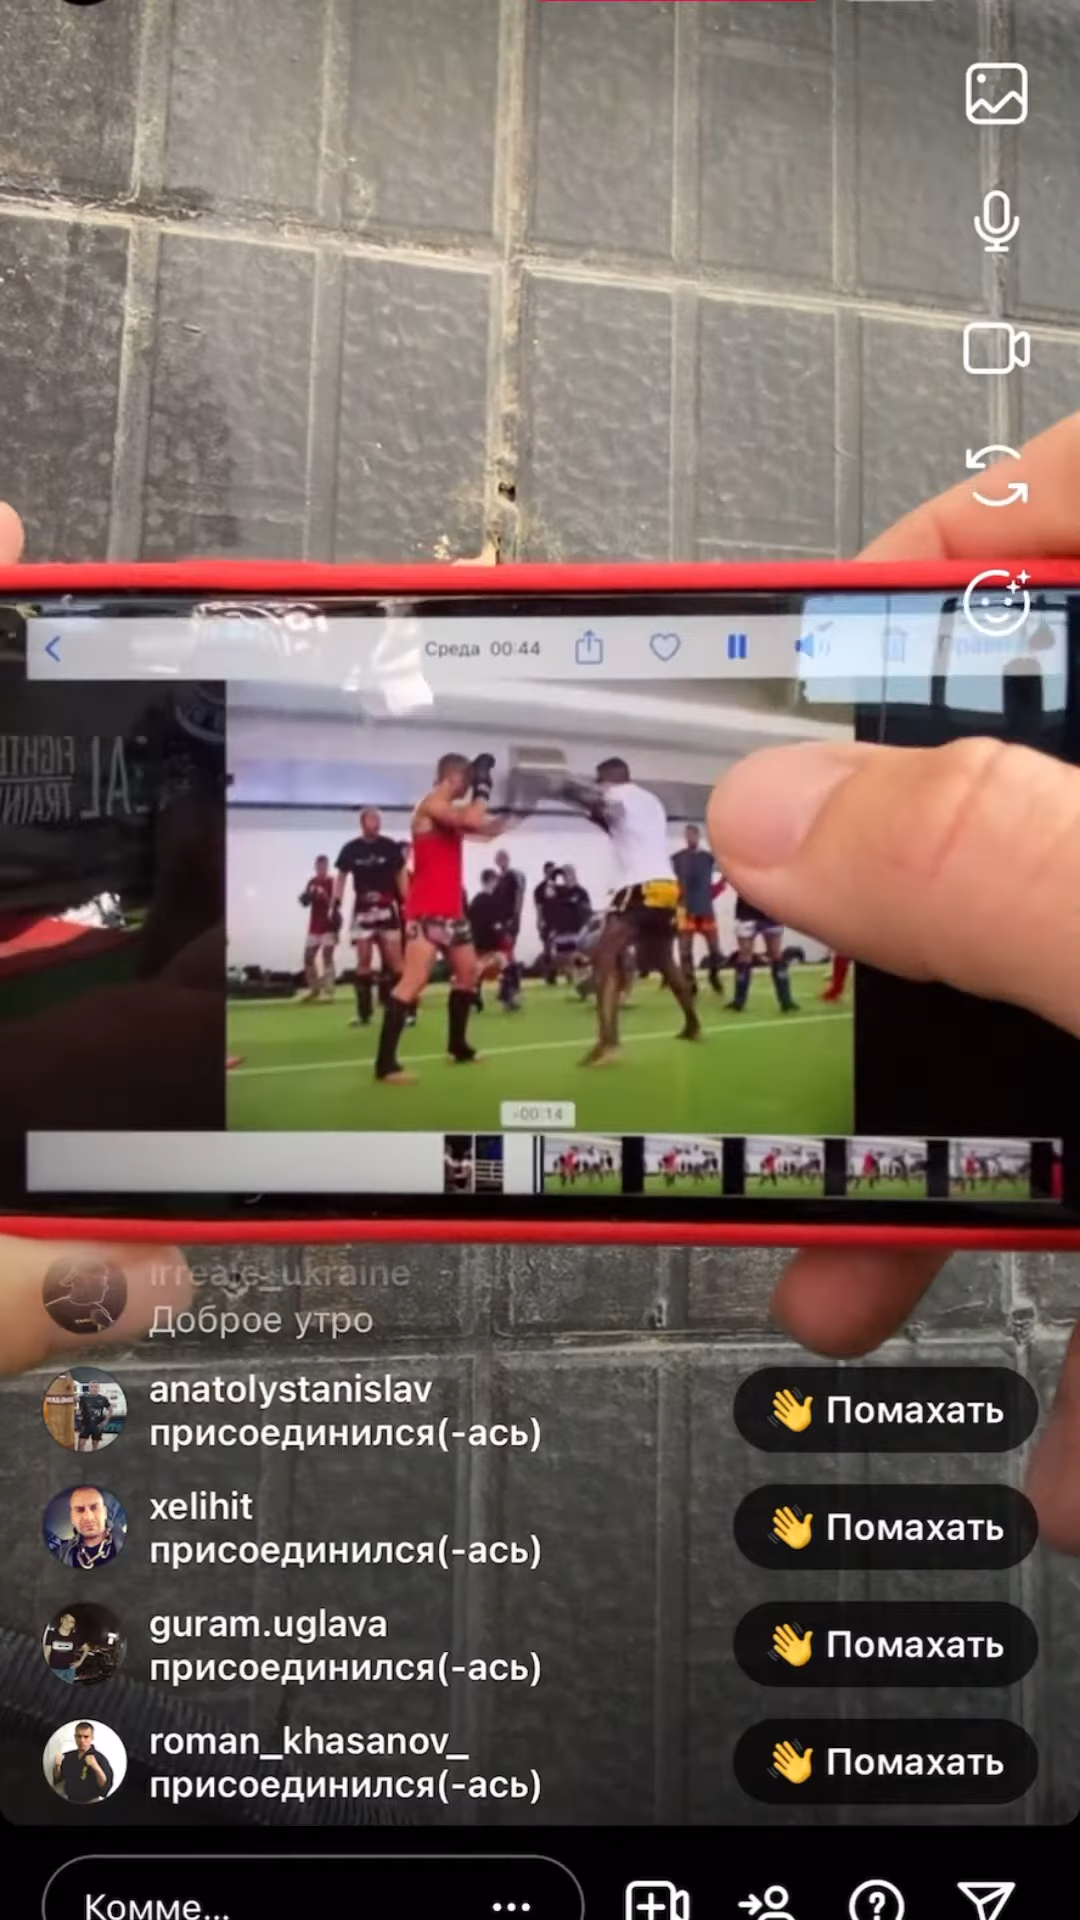 Среда 00:44
-00:14
irreale_ukraine
Доброе утро
anatolystanislav
присоединился(-ась)
Помахать
xelihit
присоединился(-ась)
Помахать
guram.uglava
присоединился(-ась)
Помахать
roman_khasanov_
присоединился(-ась)
Помахать
Комме...